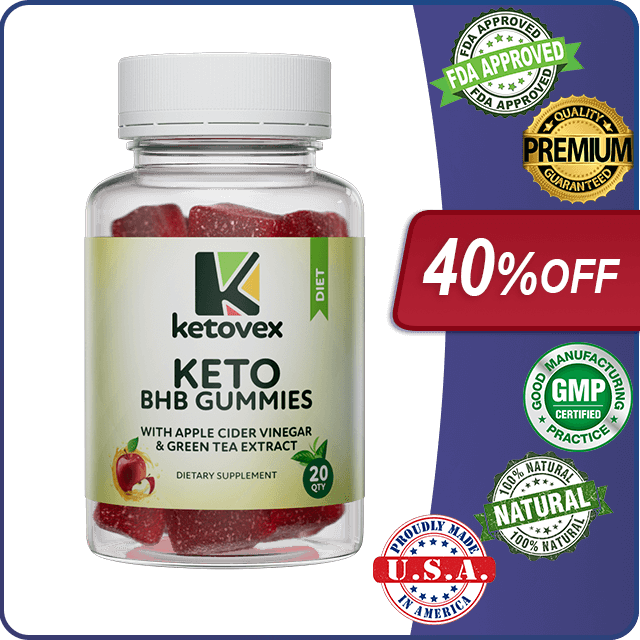 FDA APPROVED
FDA APPROVED
FDA APPROVED
QUALITY
PREMIUM
GUARANTEED
40% OFF
DIET
K
ketovex
KETO
BHB GUMMIES
WITH APPLE CIDER VINEGAR
& GREEN TEA EXTRACT
DIETARY SUPPLEMENT
20
QTY
GOOD MANUFACTURING
GMP
CERTIFIED
PRACTICE
100% NATURAL
NATURAL
100% NATURAL
PROUDLY MADE
U.S.A.
IN AMERICA